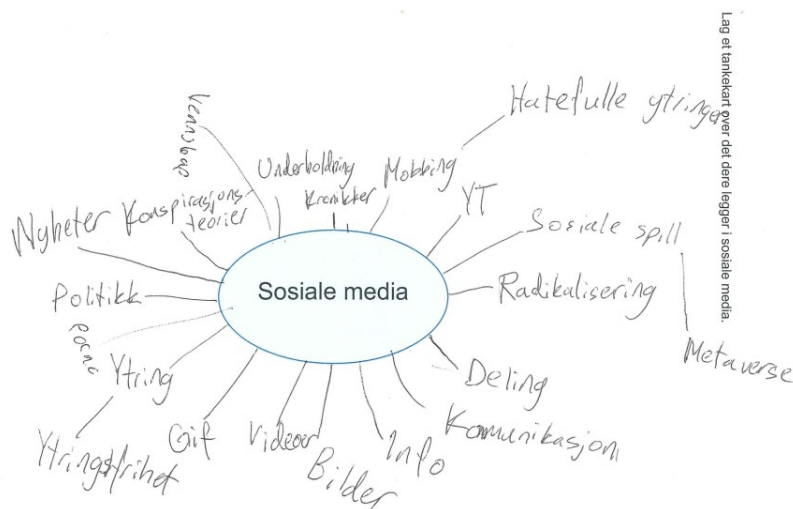 Lag et tankekart over det dere legger i sosiale media.
Hatefulle ytringer
Vennskap
Underholdning
Mobbing
Kronikker
YT
Konspirasjons
teorier
Nyheter
Sosiale spill
Sosiale media
Radikalisering
Politikk
Porno
Metaverse
Ytring
Deling
Ytringsfrihet
Gif
Videoer
Bilder
Info
Kommunikasjon